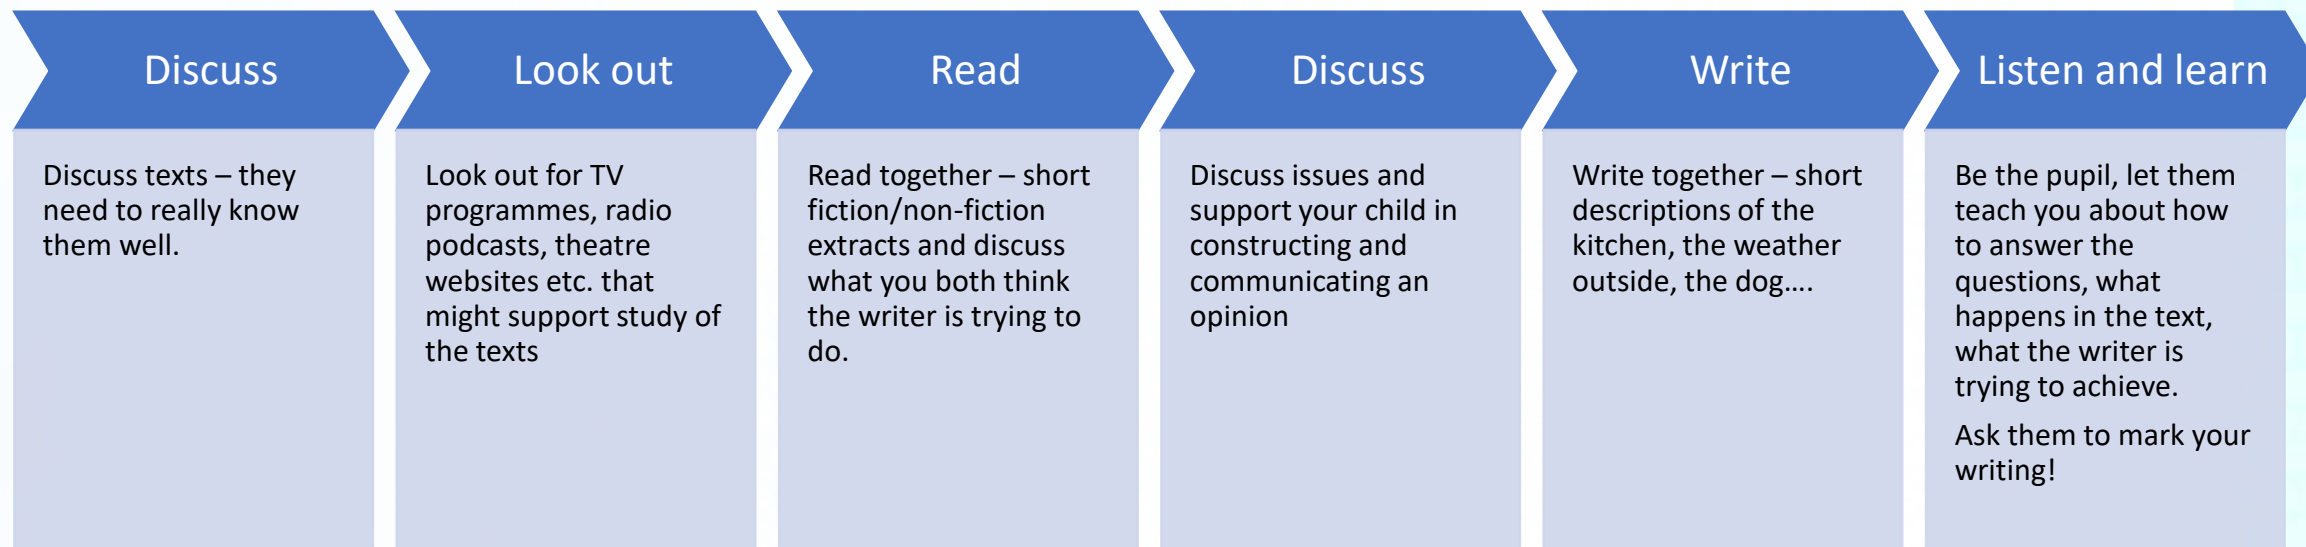 Discuss
Discuss texts – they
need to really know
them well.
Look out
Look out for TV
programmes, radio
podcasts, theatre
websites etc. that
might support study of
the texts
Read
Read together – short
fiction/non-fiction
extracts and discuss
what you both think
the writer is trying to
do.
Discuss
Discuss issues and
support your child in
constructing and
communicating an
opinion
Write
Write together – short
descriptions of the
kitchen, the weather
outside, the dog….
Listen and learn
Be the pupil, let them
teach you about how
to answer the
questions, what
happens in the text,
what the writer is
trying to achieve.
Ask them to mark your
writing!